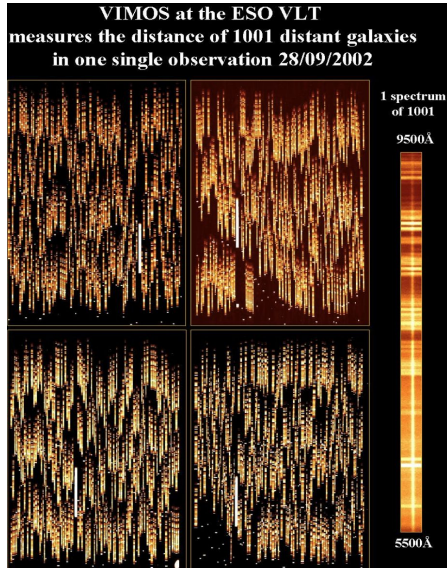 VIMOS at the ESO VLT
measures the distance of 1001 distant galaxies
in one single observation 28/09/2002
1 spectrum
of 1001
9500Å
5500Å